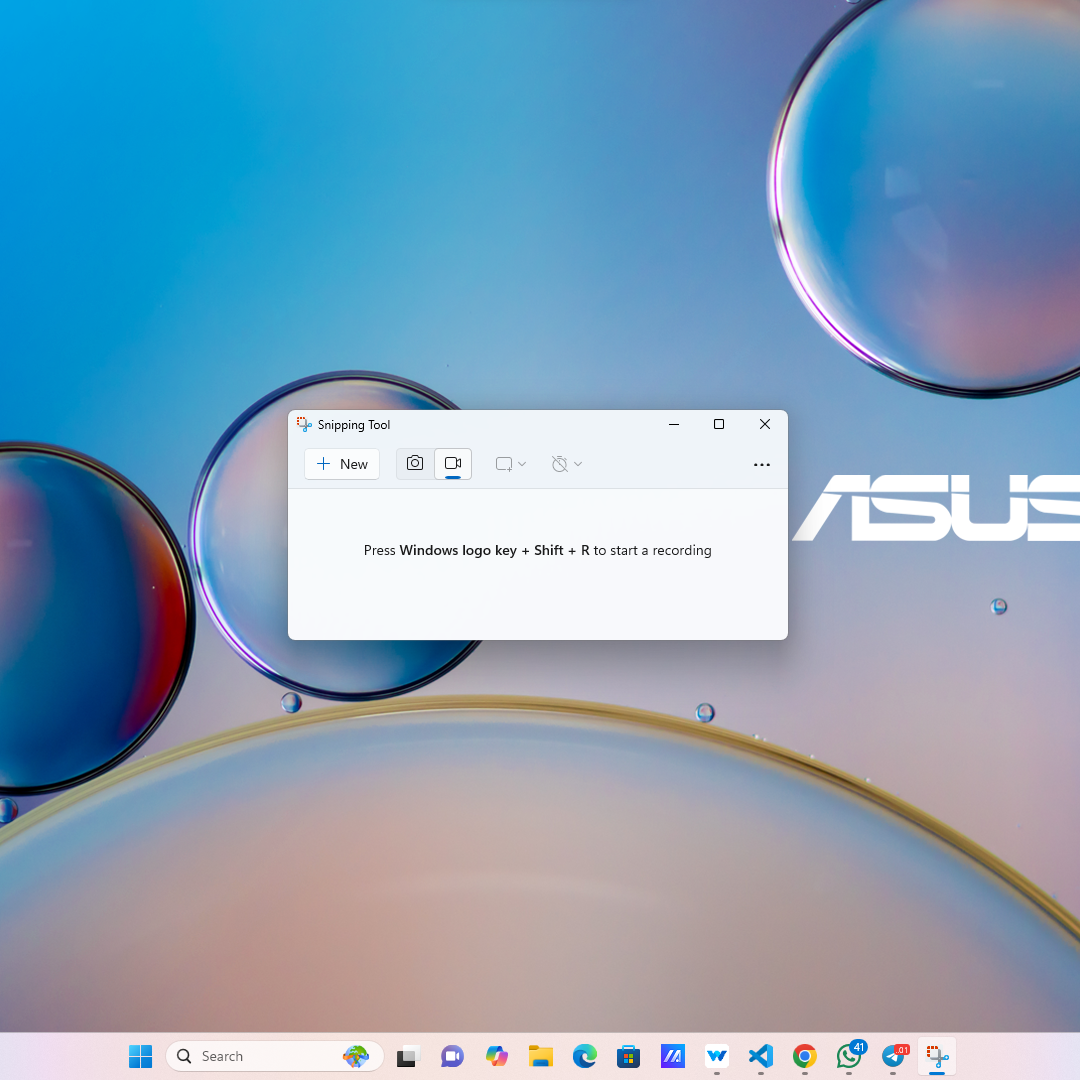 Snipping Tool
New
ASUS
Press Windows logo key + Shift + R to start a recording
Search
41
.01